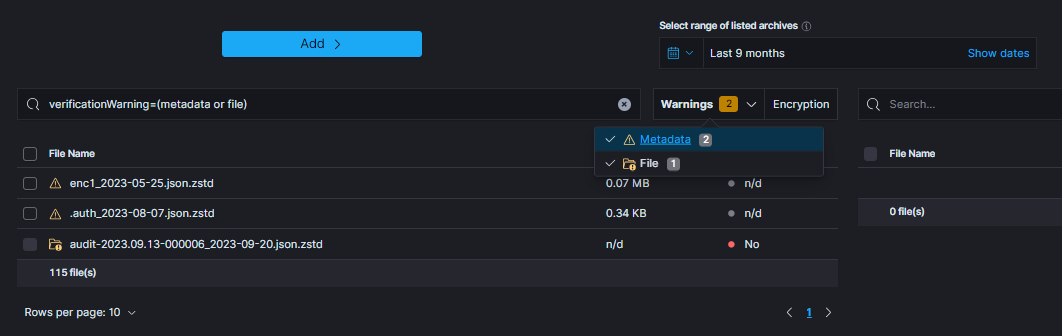 Select range of listed archives
Add
Last 9 months Show dates
verificationWarning=(metadata or file) Warnings 2 Encryption Search...
Metadata 2
File Name File 1 File Name
enc1_2023-05-25.json.zstd 0.07 MB n/d
.auth_2023-08-07.json.zstd 0.34 KB n/d 0 file(s)
audit-2023.09.13-000006_2023-09-20.json.zstd n/d No
115 file(s)
Rows per page: 10 1